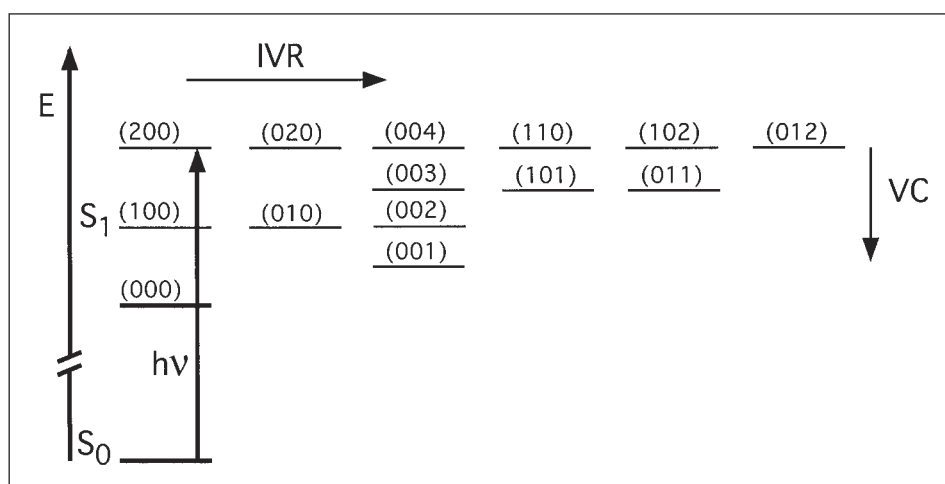 IVR
E
(200) (020) (004) (110) (102) (012)
(003) (101) (011)
VC
S1 (100) (010) (002)
(001)
(000)
hν
S0